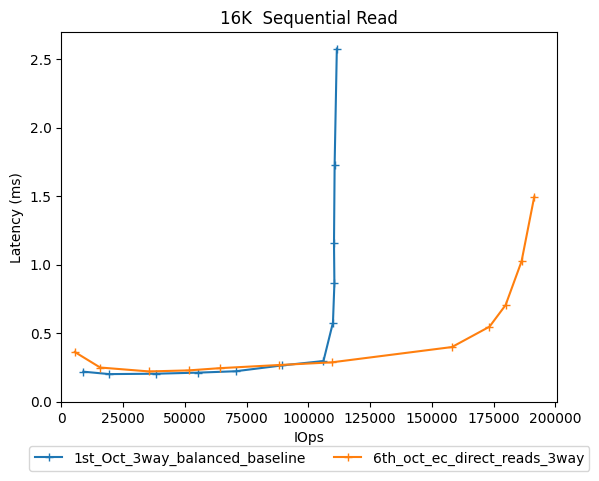 16K  Sequential Read
Latency (ms)
2.5
2.0
1.5
1.0
0.5
0.0
0 25000 50000 75000 100000 125000 150000 175000 200000
IOps
1st_Oct_3way_balanced_baseline 6th_oct_ec_direct_reads_3way